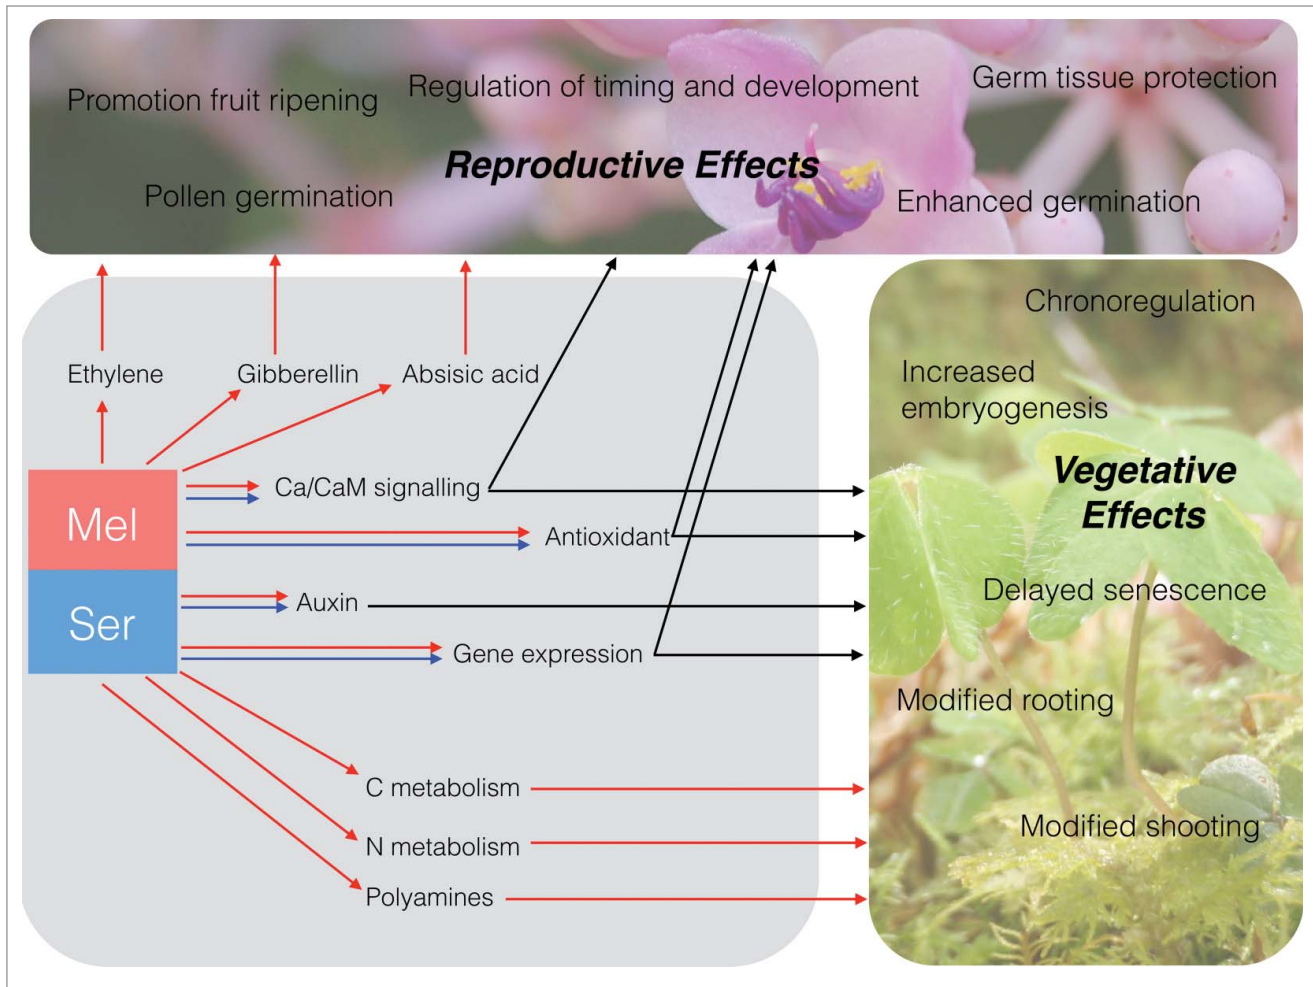 Promotion fruit ripening
Regulation of timing and development
Germ tissue protection
Reproductive Effects
Pollen germination
Enhanced germination
Chronoregulation
Ethylene
Gibberellin
Absisic acid
Increased
embryogenesis
Vegetative
Effects
Mel
Ca/CaM signalling
Antioxidant
Ser
Auxin
Delayed senescence
Gene expression
Modified rooting
C metabolism
Modified shooting
N metabolism
Polyamines